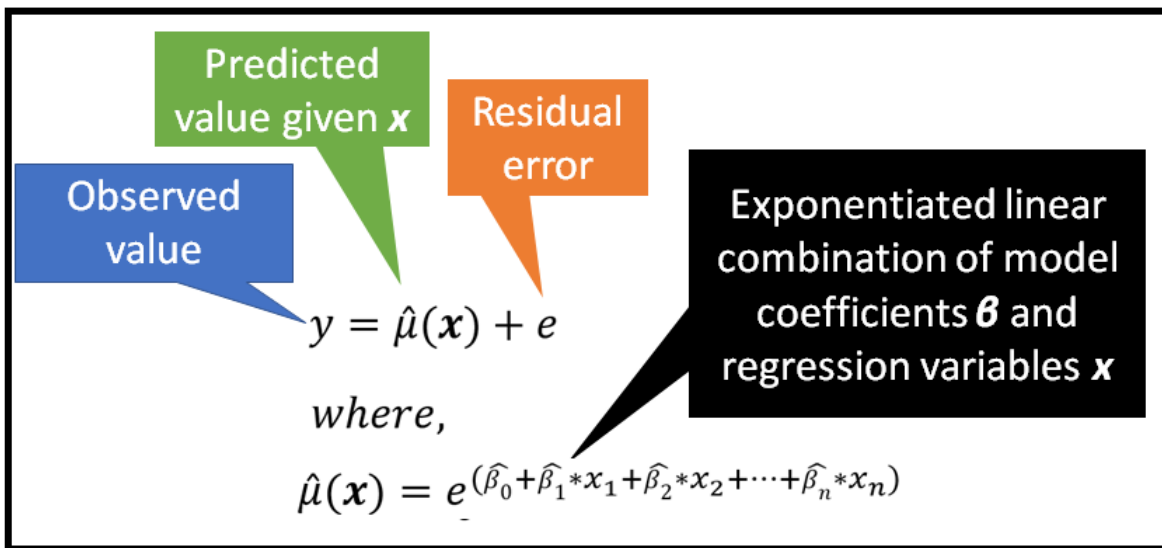 Predicted
value given x
Residual
error
Observed
value
Exponentiated linear
combination of model
coefficients β and
regression variables x
y = μ̂(x) + e
where,
μ̂(x) = e^(β̂₀+β̂₁*x₁+β̂₂*x₂+⋯+β̂ₙ*xₙ)